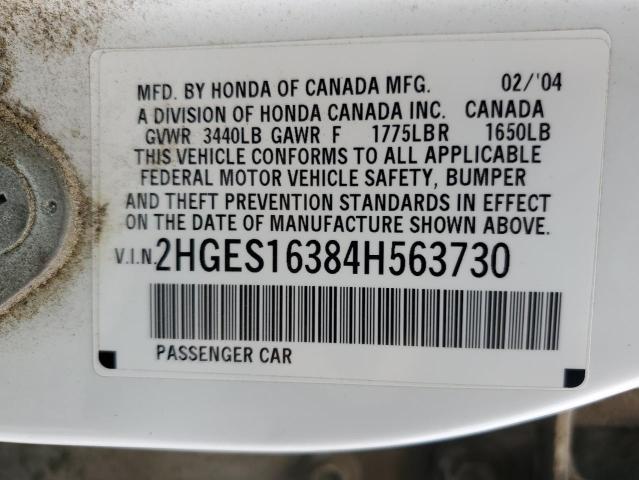 MFD. BY HONDA OF CANADA MFG. 02/'04
A DIVISION OF HONDA CANADA INC. CANADA
GVWR 3440LB GAWR F 1775LBR 1650LB
THIS VEHICLE CONFORMS TO ALL APPLICABLE
FEDERAL MOTOR VEHICLE SAFETY, BUMPER
AND THEFT PREVENTION STANDARDS IN EFFECT
ON THE DATE OF MANUFACTURE SHOWN ABOVE.
V.I.N. 2HGES16384H563730
PASSENGER CAR